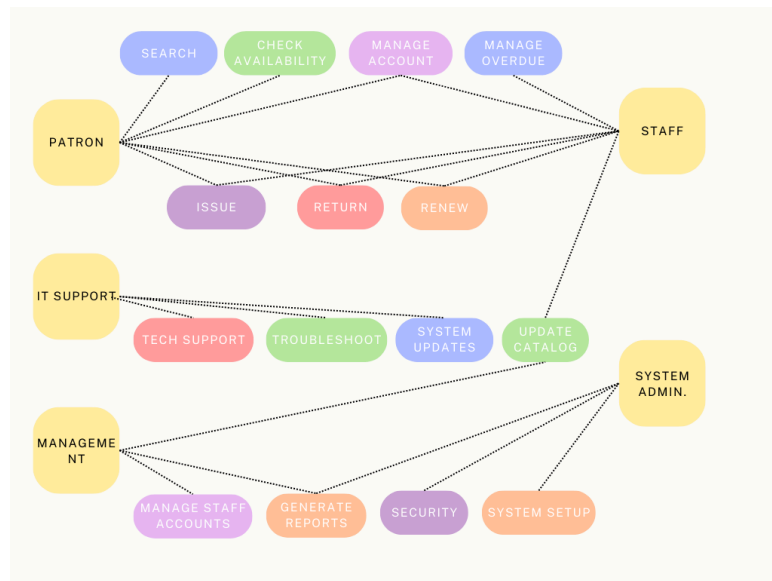 SEARCH
CHECK
AVAILABILITY
MANAGE
ACCOUNT
MANAGE
OVERDUE
PATRON
STAFF
ISSUE
RETURN
RENEW
IT SUPPORT
TECH SUPPORT
TROUBLESHOOT
SYSTEM
UPDATES
UPDATE
CATALOG
SYSTEM
ADMIN.
MANAGEME
NT
MANAGE STAFF
ACCOUNTS
GENERATE
REPORTS
SECURITY
SYSTEM SETUP